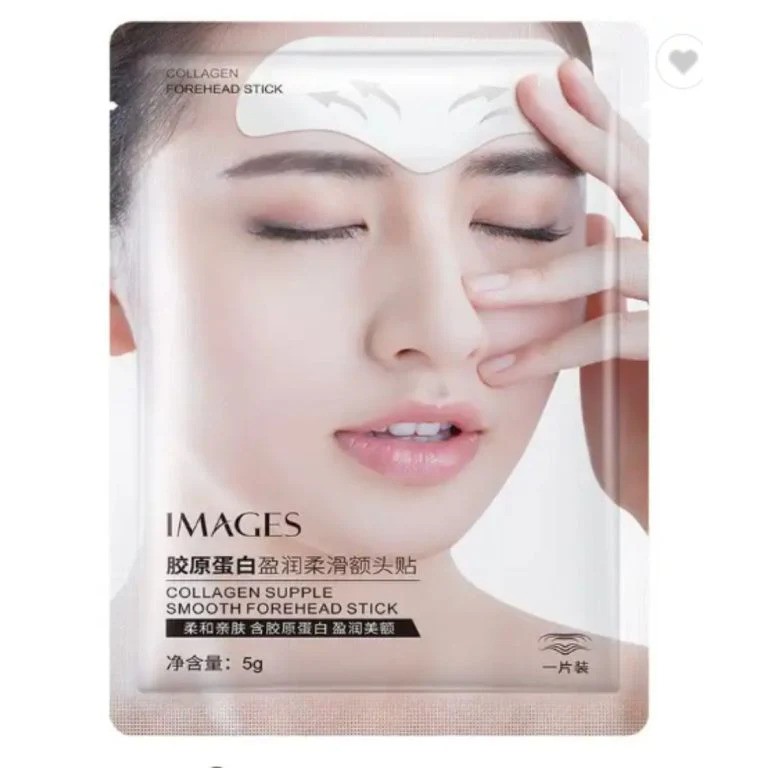 COLLAGEN
FOREHEAD STICK
IMAGES
胶原蛋白盈润柔滑额头贴
COLLAGEN SUPPLE
SMOOTH FOREHEAD STICK
柔和亲肤 含胶原蛋白 盈润美额
净含量：5g
一片装